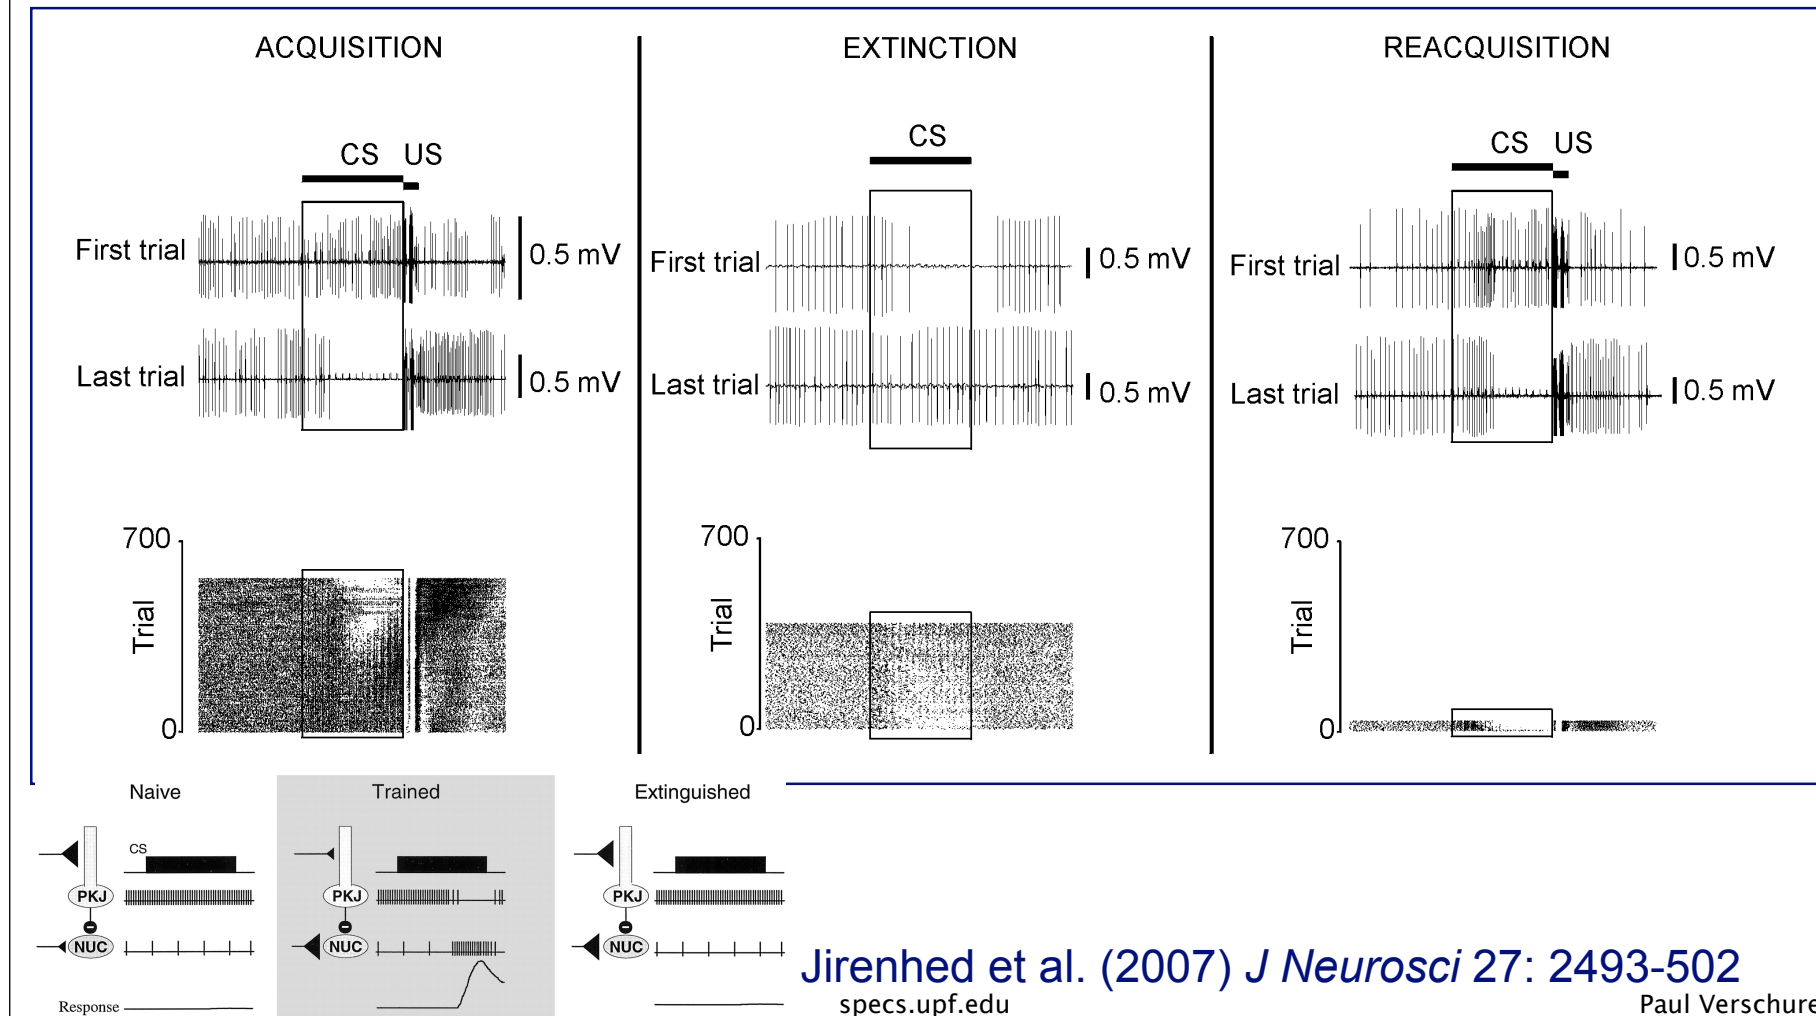 ACQUISITION
CS US
First trial
0.5 mV
Last trial
0.5 mV
700
Trial
0
EXTINCTION
CS
First trial
0.5 mV
Last trial
0.5 mV
700
Trial
0
REACQUISITION
CS US
First trial
0.5 mV
Last trial
0.5 mV
700
Trial
0
Naive
CS
PKJ
NUC
Response
Trained
PKJ
NUC
Extinguished
PKJ
NUC
Jirenhed et al. (2007) J Neurosci 27: 2493-502
specs.upf.edu
Paul Verschure